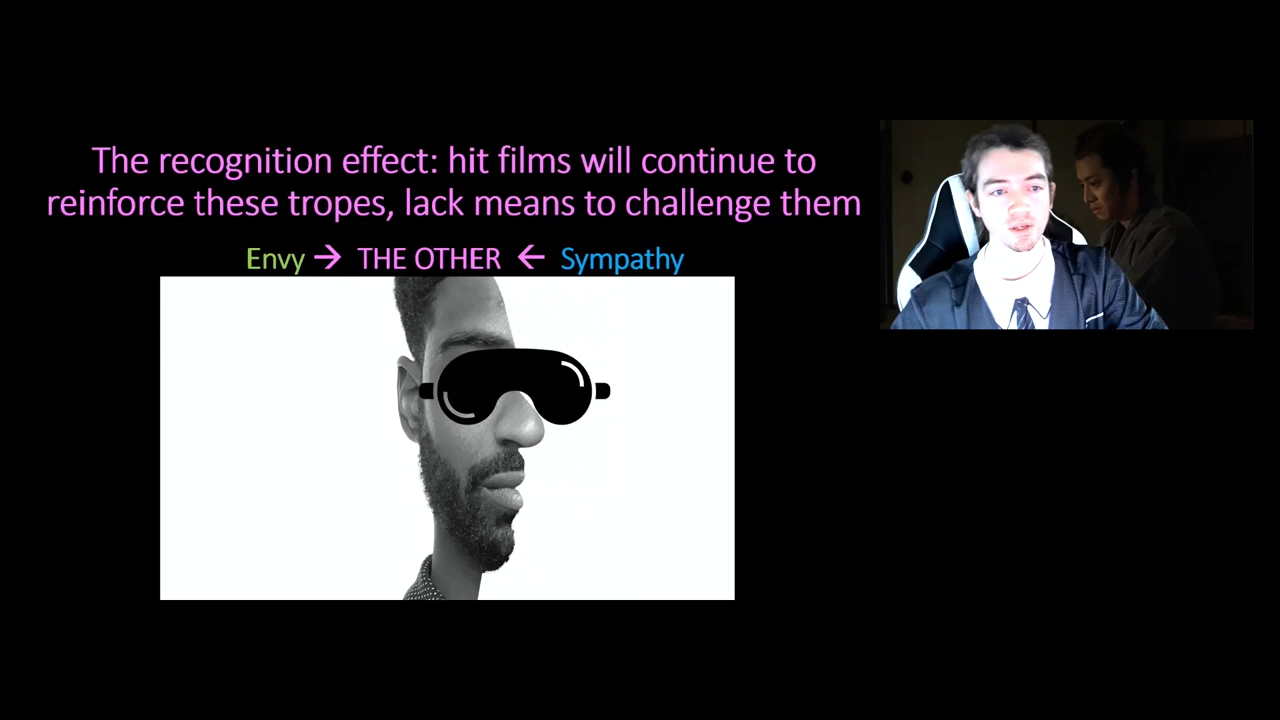 The recognition effect: hit films will continue to
reinforce these tropes, lack means to challenge them
Envy → THE OTHER ← Sympathy